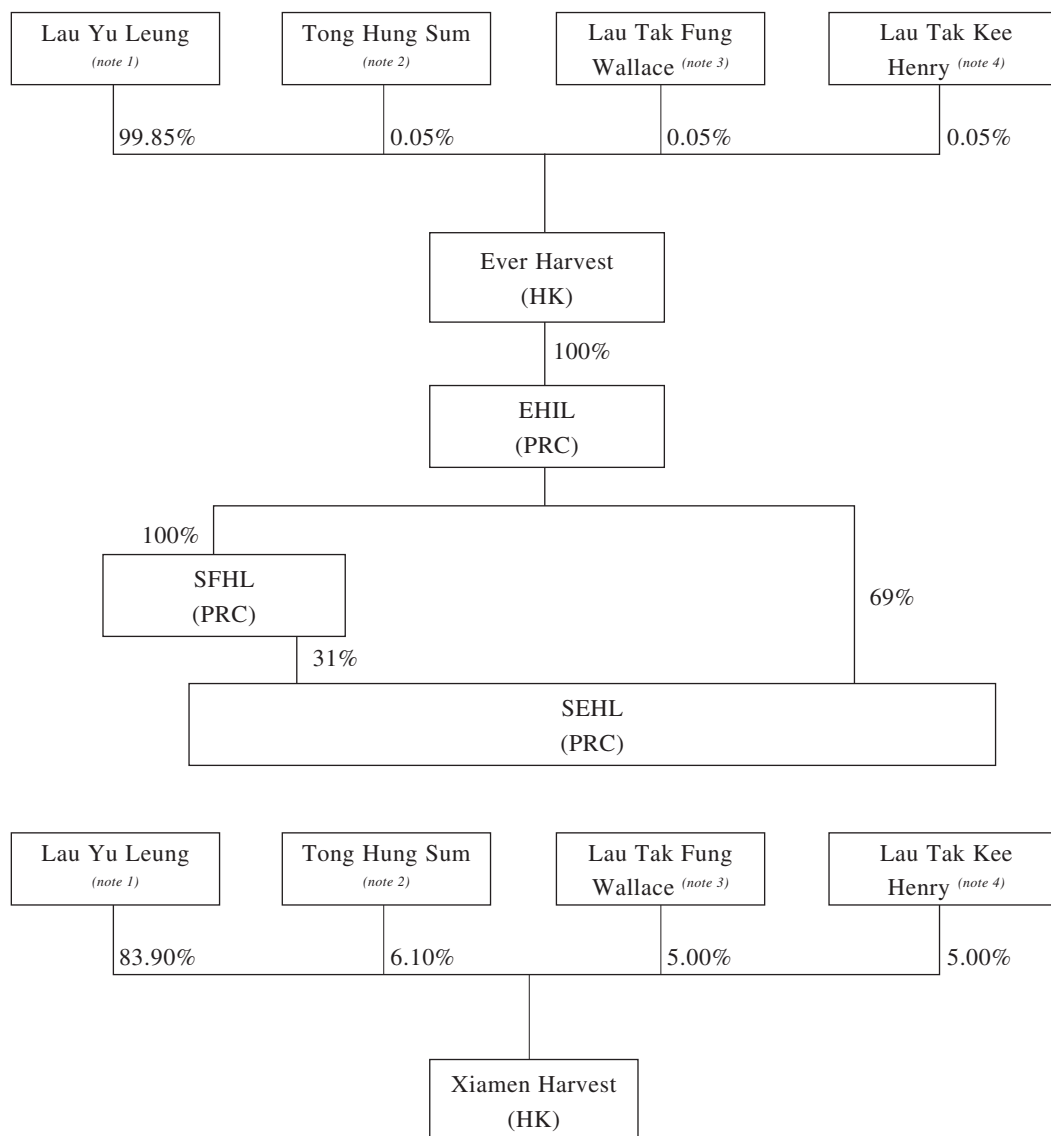 Lau Yu Leung
(note 1)
Tong Hung Sum
(note 2)
Lau Tak Fung
Wallace (note 3)
Lau Tak Kee
Henry (note 4)
99.85%
0.05%
0.05%
0.05%
Ever Harvest
(HK)
100%
EHIL
(PRC)
100%
SFHL
(PRC)
69%
31%
SEHL
(PRC)
Lau Yu Leung
(note 1)
Tong Hung Sum
(note 2)
Lau Tak Fung
Wallace (note 3)
Lau Tak Kee
Henry (note 4)
83.90%
6.10%
5.00%
5.00%
Xiamen Harvest
(HK)